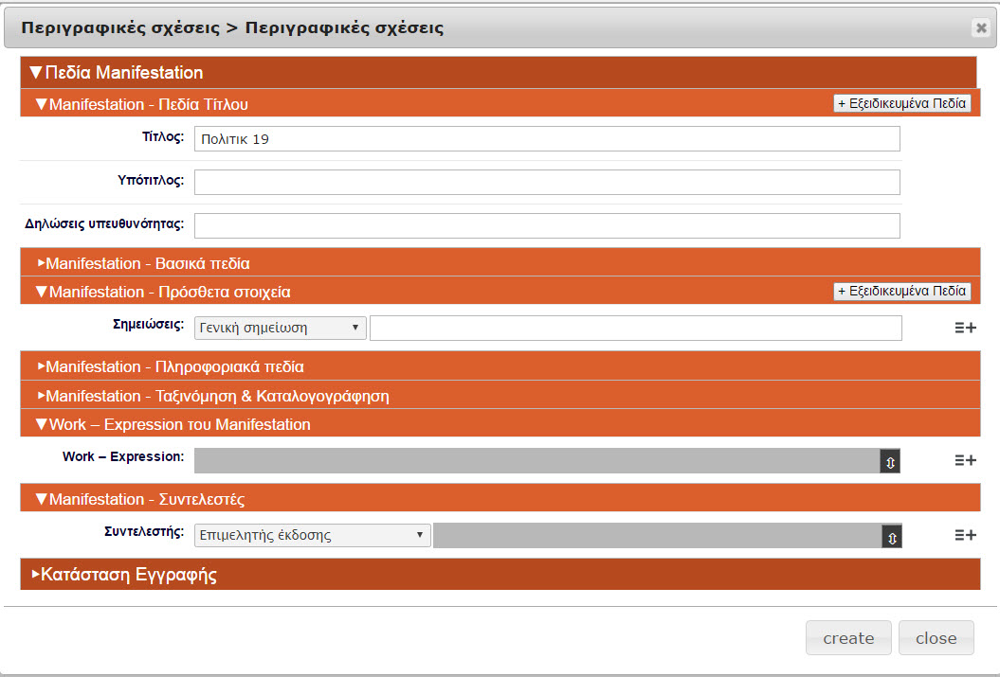 Περιγραφικές σχέσεις > Περιγραφικές σχέσεις
▼Πεδία Manifestation
▼Manifestation - Πεδία Τίτλου + Εξειδικευμένα Πεδία
Τίτλος: Πολιτικ 19
Υπότιτλος:
Δηλώσεις υπευθυνότητας:
►Manifestation - Βασικά πεδία
▼Manifestation - Πρόσθετα στοιχεία + Εξειδικευμένα Πεδία
Σημειώσεις: Γενική σημείωση
►Manifestation - Πληροφοριακά πεδία
►Manifestation - Ταξινόμηση & Καταλογογράφηση
▼Work – Expression του Manifestation
Work – Expression:
▼Manifestation - Συντελεστές
Συντελεστής: Επιμελητής έκδοσης
►Κατάσταση Εγγραφής
create close